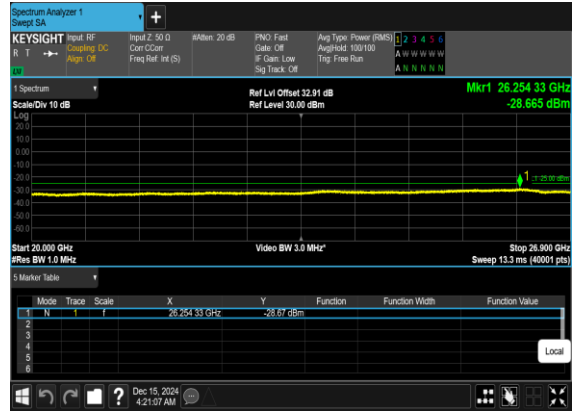 Spectrum Analyzer 1
Swept SA
+
KEYSIGHT Input: RF Input Z: 50 Ω #Atten: 20 dB PNO: Fast Avg Type: Power (RMS) 1 2 3 4 5 6
R T Coupling: DC Corr CCorr Gate: Off Avg|Hold: 100/100 A W W W W W
Align: Off Freq Ref: Int (S) IF Gain: Low Trig: Free Run
Sig Track: Off A N N N N N
1 Spectrum
Scale/Div 10 dB
Ref Lvl Offset 32.91 dB
Ref Level 30.00 dBm
Mkr1 26.254 33 GHz
-28.665 dBm
Log
20.0
10.0
0.00
-10.0
-20.0
-30.0
-40.0
-50.0
-60.0
1
Start 20.000 GHz Video BW 3.0 MHz* Stop 26.900 GHz
#Res BW 1.0 MHz Sweep 13.3 ms (40001 pts)
5 Marker Table
Mode Trace Scale X Y Function Function Width Function Value
1 N 1 f 26.254 33 GHz -28.67 dBm
2
3
4
5
6
Local
? Dec 15, 2024
4:21:07 AM